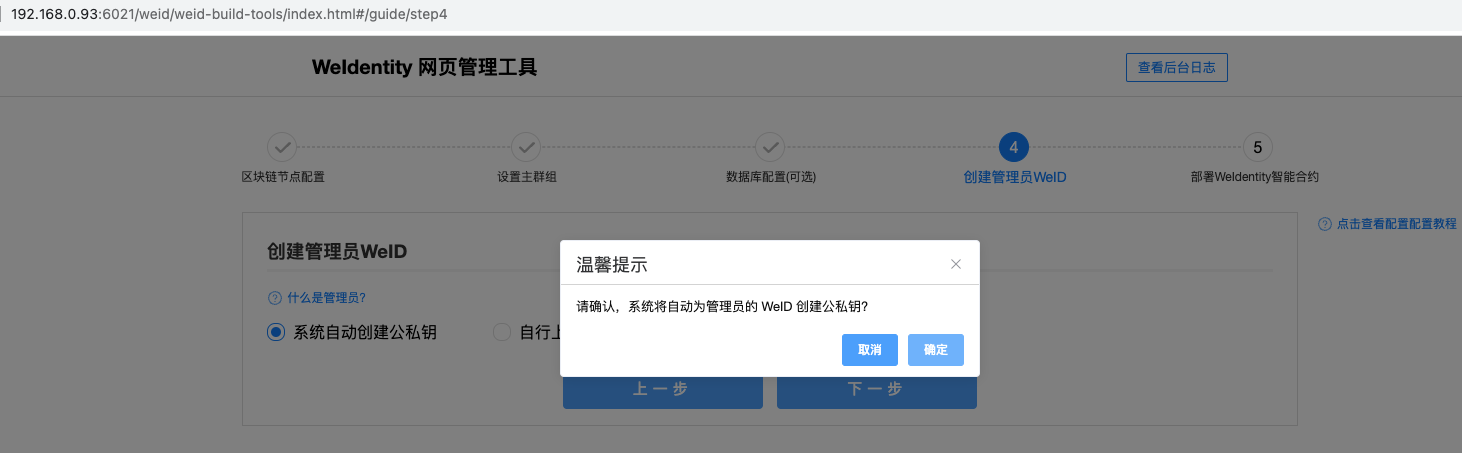 192.168.0.93:6021/weid/weid-build-tools/index.html#/guide/step4
WeIdentity 网页管理工具
查看后台日志
4
5
区块链节点配置
设置主群组
数据库配置(可选)
创建管理员WeID
部署WeIdentity智能合约
点击查看配置配置教程
创建管理员WeID
什么是管理员?
系统自动创建公私钥
自行上
温馨提示
请确认，系统将自动为管理员的 WeID 创建公私钥?
取消
确定
上一步
下一步